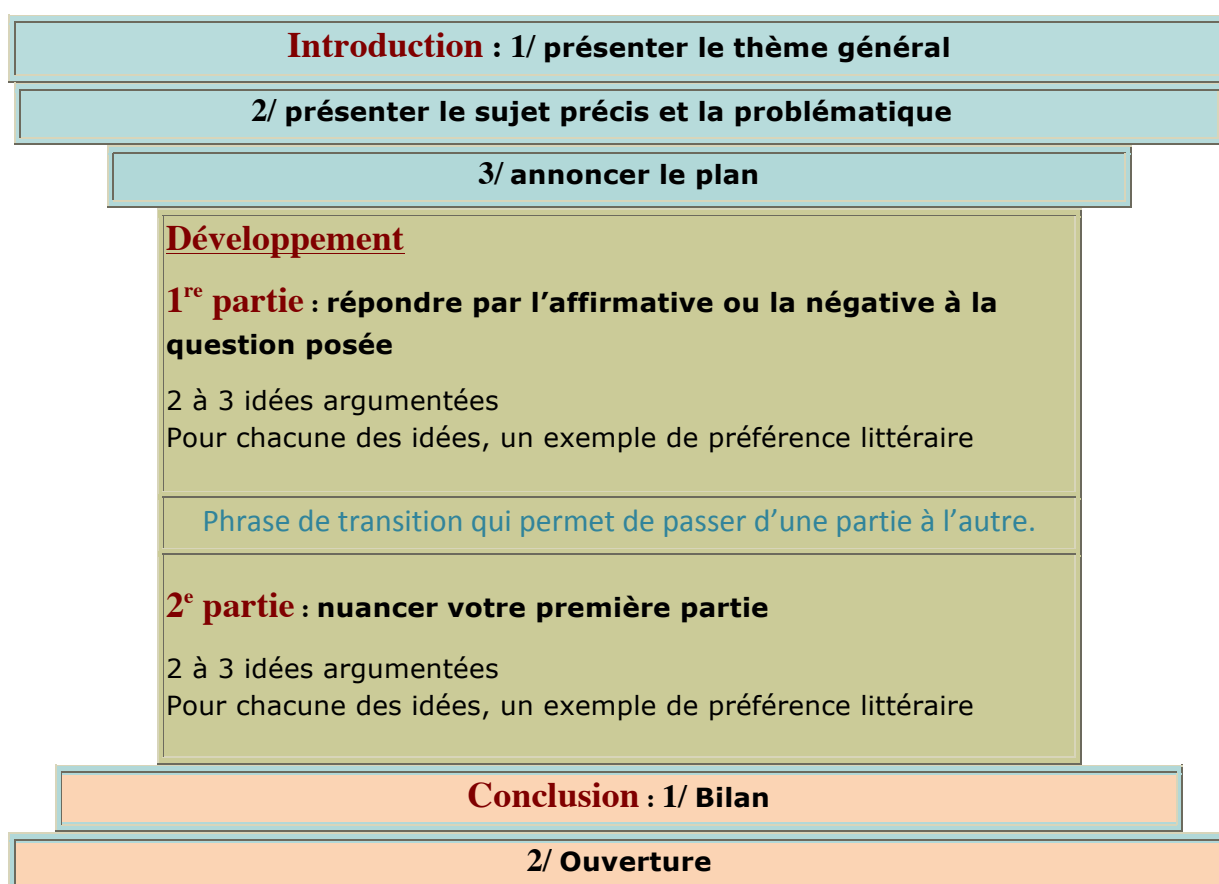 Introduction : 1/ présenter le thème général
2/ présenter le sujet précis et la problématique
3/ annoncer le plan
Développement
1re partie : répondre par l’affirmative ou la négative à la
question posée
2 à 3 idées argumentées
Pour chacune des idées, un exemple de préférence littéraire
Phrase de transition qui permet de passer d’une partie à l’autre.
2e partie : nuancer votre première partie
2 à 3 idées argumentées
Pour chacune des idées, un exemple de préférence littéraire
Conclusion : 1/ Bilan
2/ Ouverture